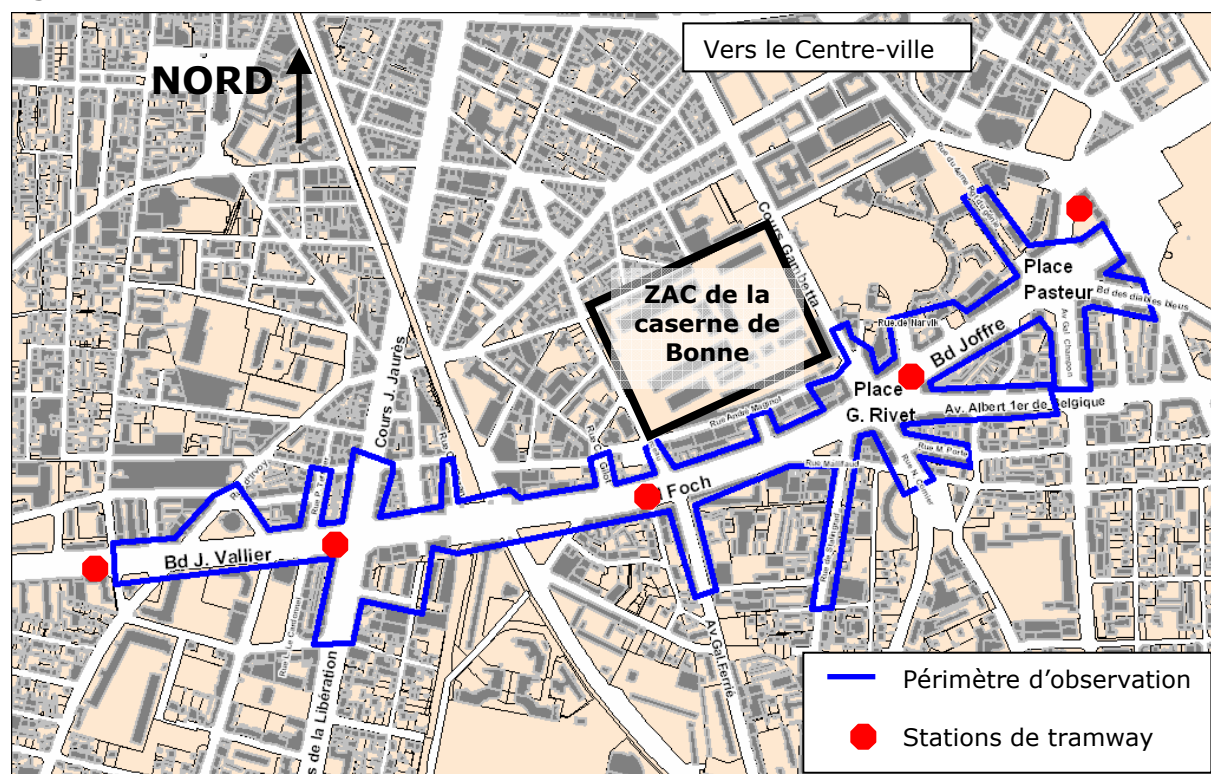 Vers le Centre-ville
NORD
Cours Gambetta
Place
Pasteur
Bd des diables bleus
ZAC de la
caserne de
Bonne
Rue de Narvik
Bd Joffre
Av Gal Champon
Cours J. Jaurès
Place
G. Rivet
Av. Albert 1er de Belgique
Rue André Maginot
Rue M. Porte
Rue Mallifaud
Foch
Bd J. Vallier
Av Gal Ferrié
s de la Libération
Périmètre d'observation
Stations de tramway